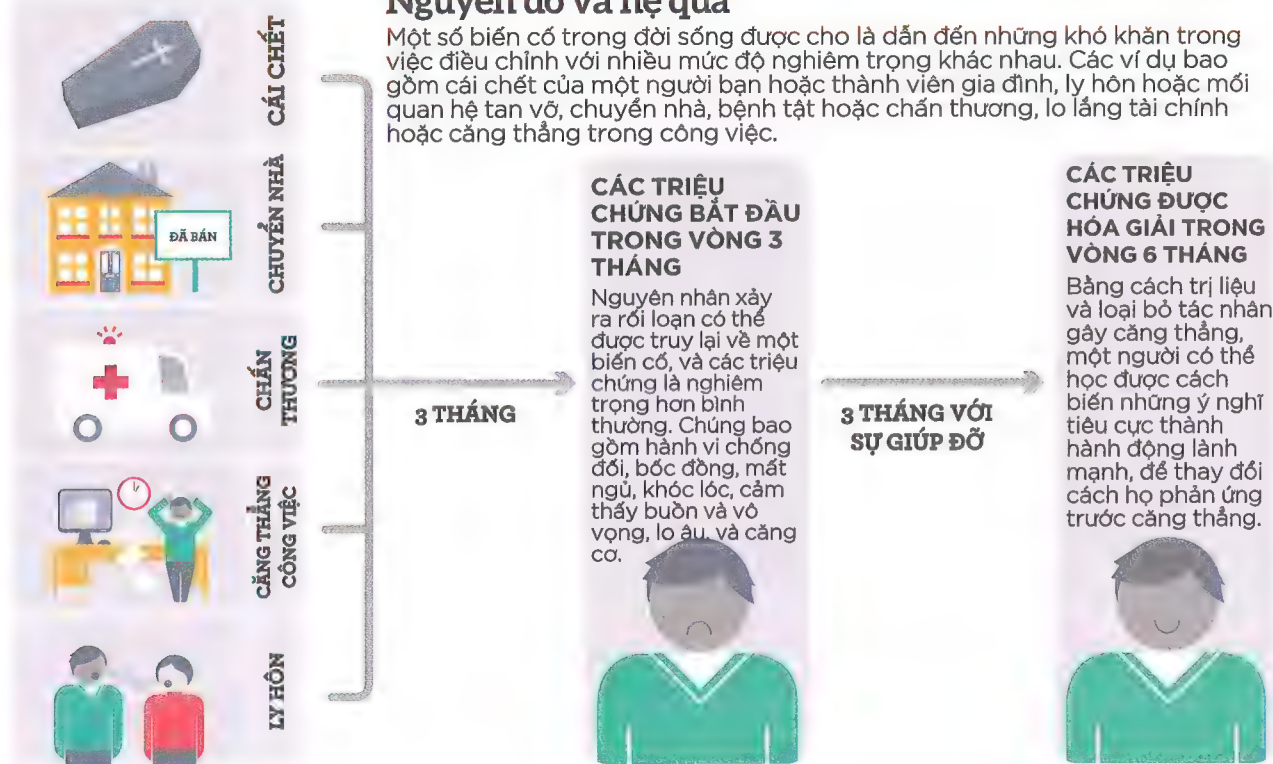 Nguyên do và hệ quả
Một số biến cố trong đời sống được cho là dẫn đến những khó khăn trong
việc điều chỉnh với nhiều mức độ nghiêm trọng khác nhau. Các ví dụ bao
gồm cái chết của một người bạn hoặc thành viên gia đình, ly hôn hoặc mối
quan hệ tan vỡ, chuyển nhà, bệnh tật hoặc chấn thương, lo lắng tài chính
hoặc căng thẳng trong công việc.
CÁI CHẾT
CHUYỂN NHÀ
ĐÃ BÁN
CHẤN
THƯƠNG
CĂNG THẲNG
CÔNG VIỆC
LY HÔN
3 THÁNG
CÁC TRIỆU
CHỨNG BẮT ĐẦU
TRONG VÒNG 3
THÁNG
Nguyên nhân xảy
ra rối loạn có thể
được truy lại về một
biến cố, và các triệu
chứng là nghiêm
trọng hơn bình
thường. Chúng bao
gồm hành vi chống
đối, bốc đồng, mất
ngủ, khóc lóc, cảm
thấy buồn và vô
vọng, lo âu, và căng
cơ.
3 THÁNG VỚI
SỰ GIÚP ĐỠ
CÁC TRIỆU
CHỨNG ĐƯỢC
HÓA GIẢI TRONG
VÒNG 6 THÁNG
Bằng cách trị liệu
và loại bỏ tác nhân
gây căng thẳng,
một người có thể
học được cách
biến những ý nghĩ
tiêu cực thành
hành động lành
mạnh, để thay đổi
cách họ phản ứng
trước căng thẳng.